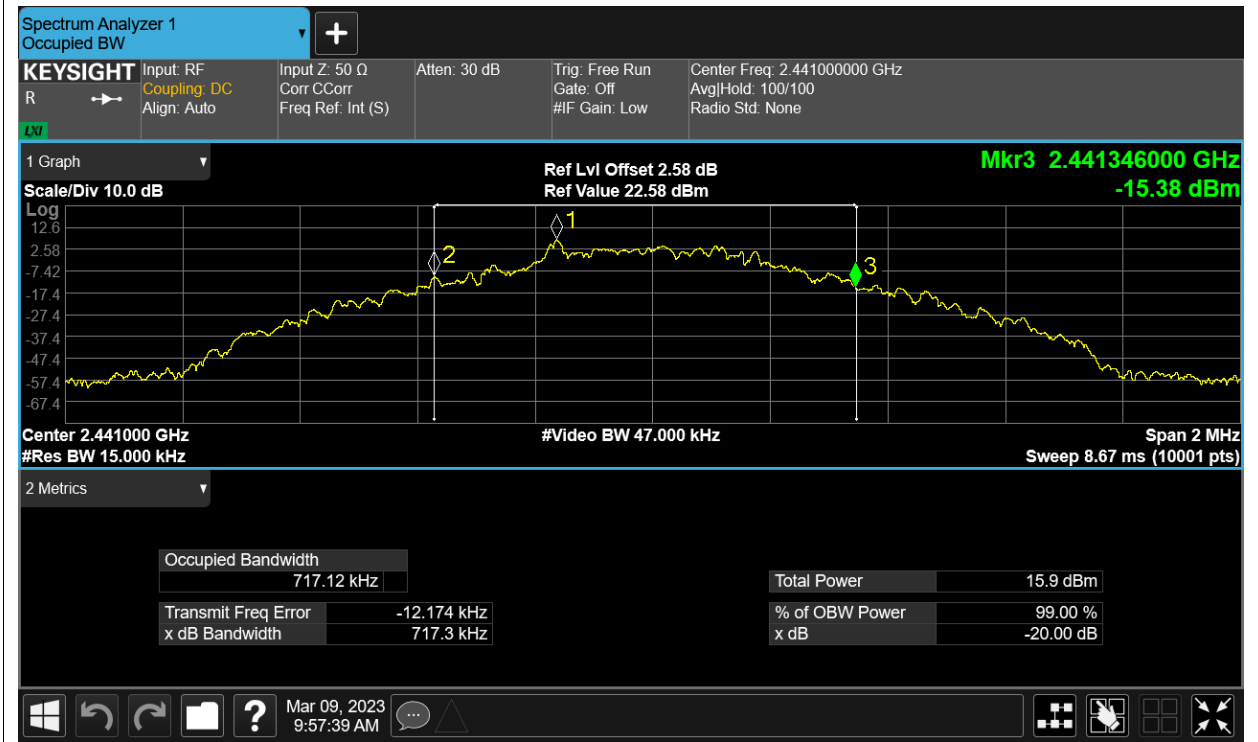 Spectrum Analyzer 1
Occupied BW
KEYSIGHT
R
LXI
Input: RF
Coupling: DC
Align: Auto
Input Z: 50 Ω
Corr CCorr
Freq Ref: Int (S)
Atten: 30 dB
Trig: Free Run
Gate: Off
#IF Gain: Low
Center Freq: 2.441000000 GHz
Avg|Hold: 100/100
Radio Std: None
1 Graph
Scale/Div 10.0 dB
Ref Lvl Offset 2.58 dB
Ref Value 22.58 dBm
Mkr3 2.441346000 GHz
-15.38 dBm
Log
12.6
2.58
-7.42
-17.4
-27.4
-37.4
-47.4
-57.4
-67.4
1
2
3
Center 2.441000 GHz
#Video BW 47.000 kHz
Span 2 MHz
#Res BW 15.000 kHz
Sweep 8.67 ms (10001 pts)
2 Metrics
Occupied Bandwidth
717.12 kHz
Transmit Freq Error -12.174 kHz
x dB Bandwidth 717.3 kHz
Total Power 15.9 dBm
% of OBW Power 99.00 %
x dB -20.00 dB
?
Mar 09, 2023
9:57:39 AM